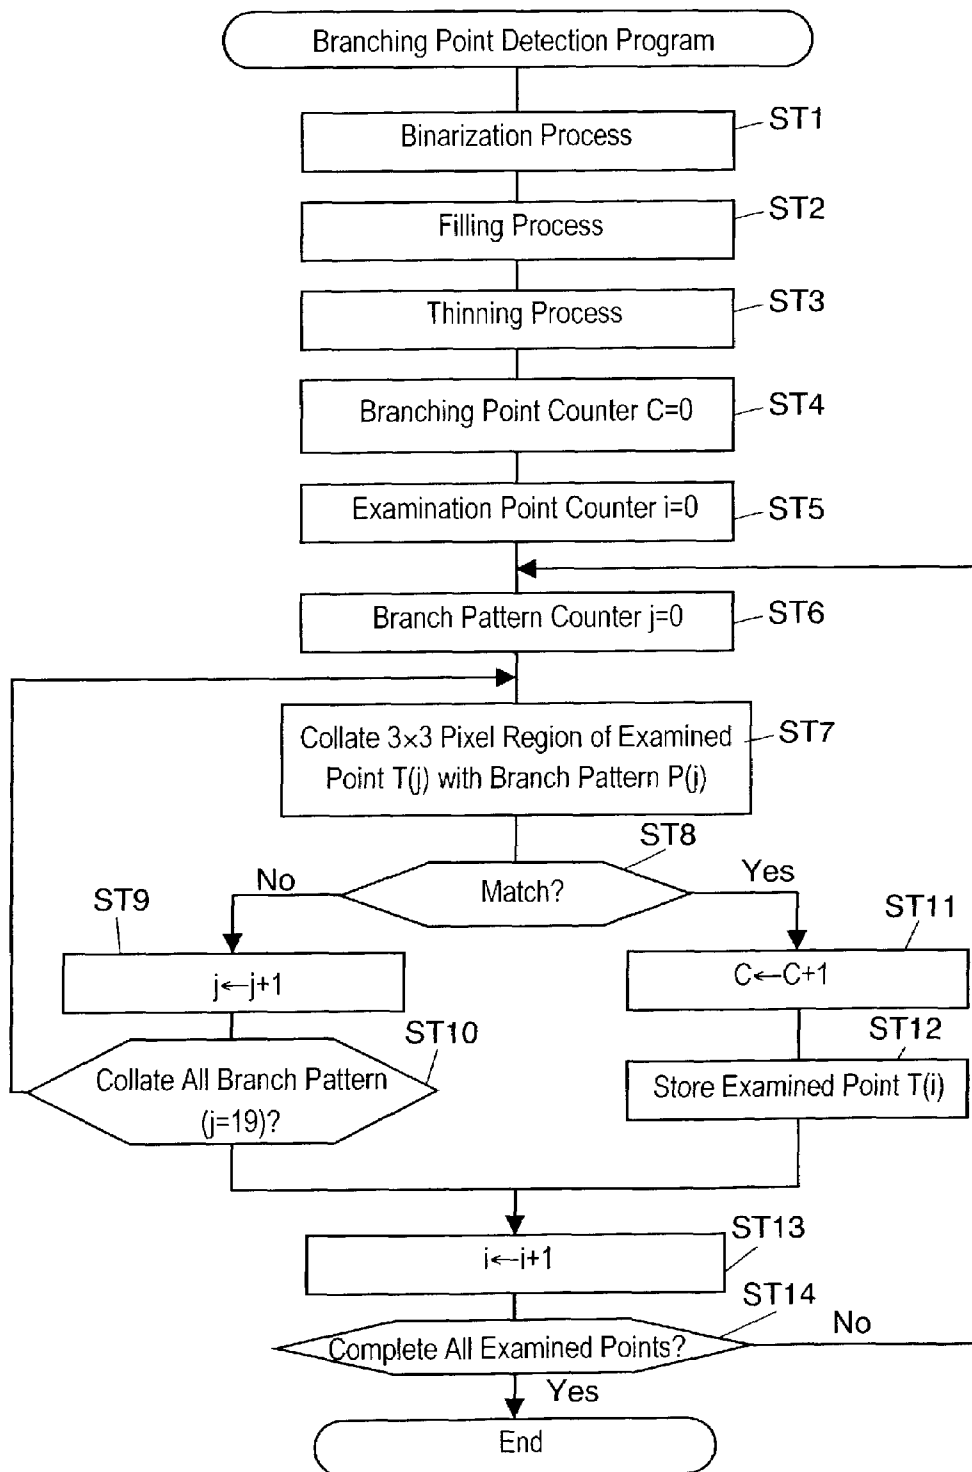 Branching Point Detection Program
Binarization Process
ST1
Filling Process
ST2
Thinning Process
ST3
Branching Point Counter C=0
ST4
Examination Point Counter i=0
ST5
Branch Pattern Counter j=0
ST6
Collate 3×3 Pixel Region of Examined
Point T(j) with Branch Pattern P(j)
ST7
ST8
Match?
No
Yes
ST9
j←j+1
ST11
C←C+1
ST10
Collate All Branch Pattern
(j=19)?
ST12
Store Examined Point T(i)
ST13
i←i+1
ST14
Complete All Examined Points?
No
Yes
End